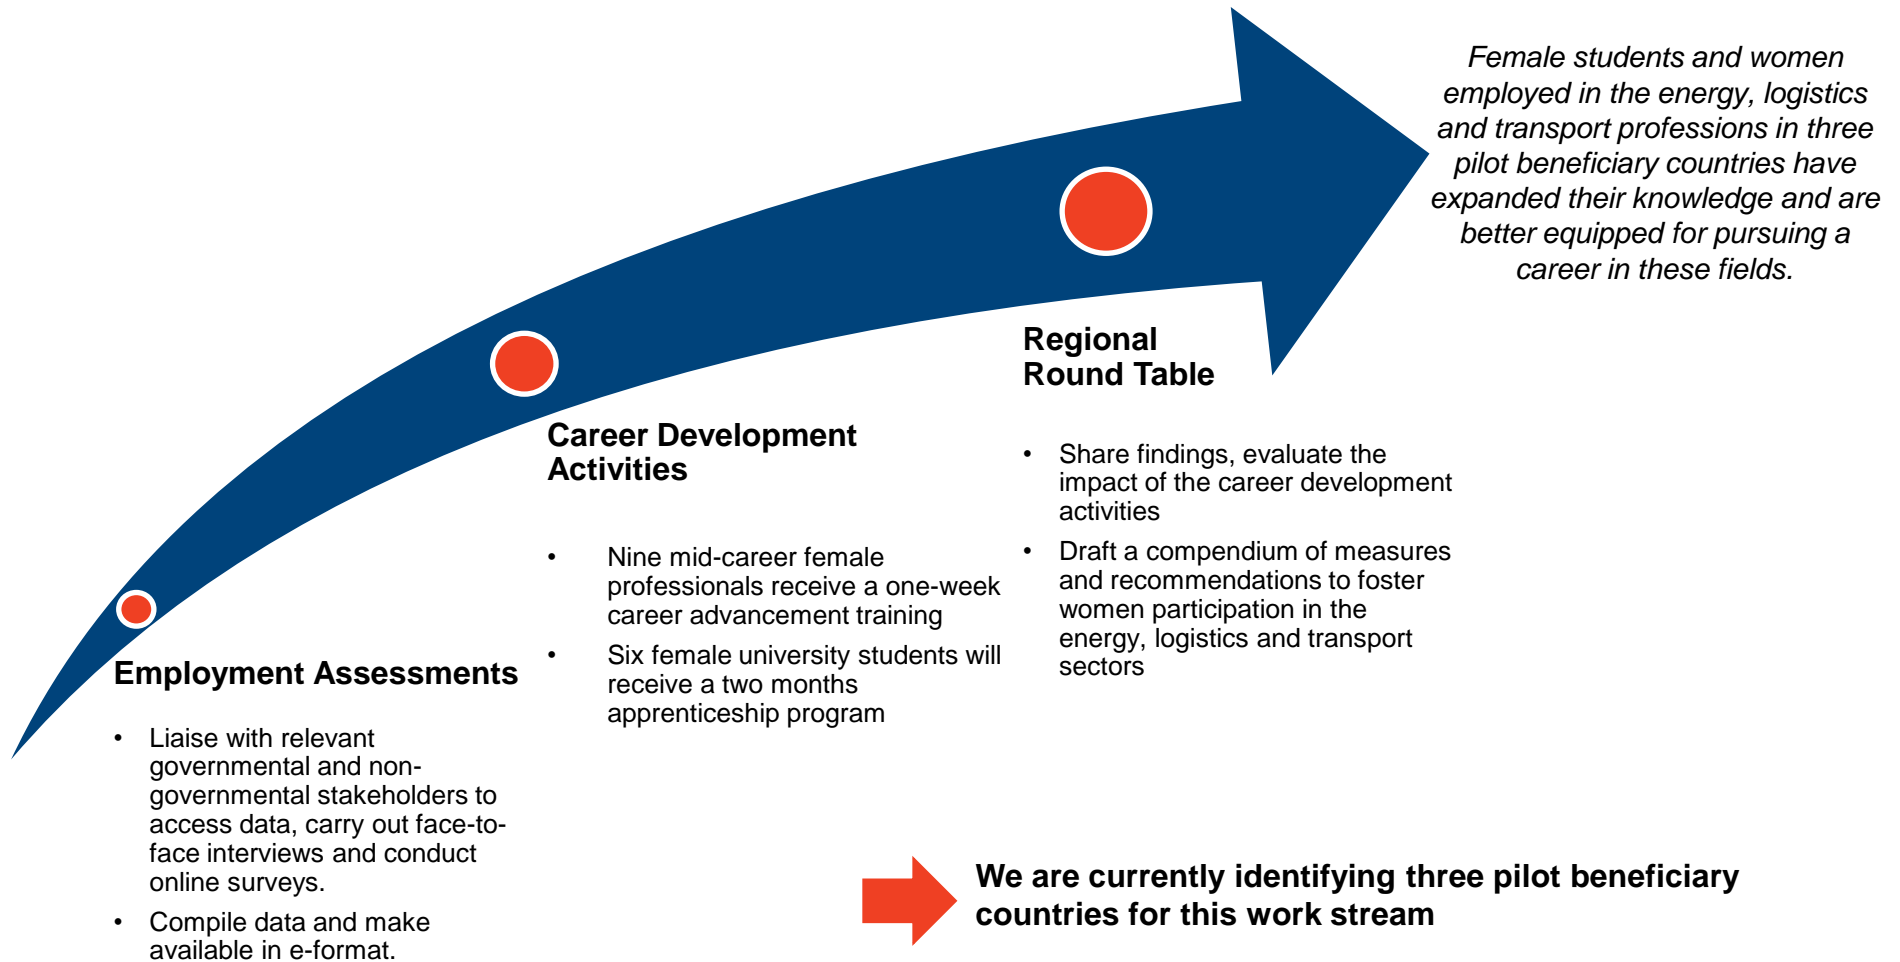 Female students and women
employed in the energy, logistics
and transport professions in three
pilot beneficiary countries have
expanded their knowledge and are
better equipped for pursuing a
career in these fields.
Employment Assessments
• Liaise with relevant
governmental and non-
governmental stakeholders to
access data, carry out face-to-
face interviews and conduct
online surveys.
• Compile data and make
available in e-format.
Career Development
Activities
• Nine mid-career female
professionals receive a one-week
career advancement training
• Six female university students will
receive a two months
apprenticeship program
Regional
Round Table
• Share findings, evaluate the
impact of the career development
activities
• Draft a compendium of measures
and recommendations to foster
women participation in the
energy, logistics and transport
sectors
We are currently identifying three pilot beneficiary
countries for this work stream